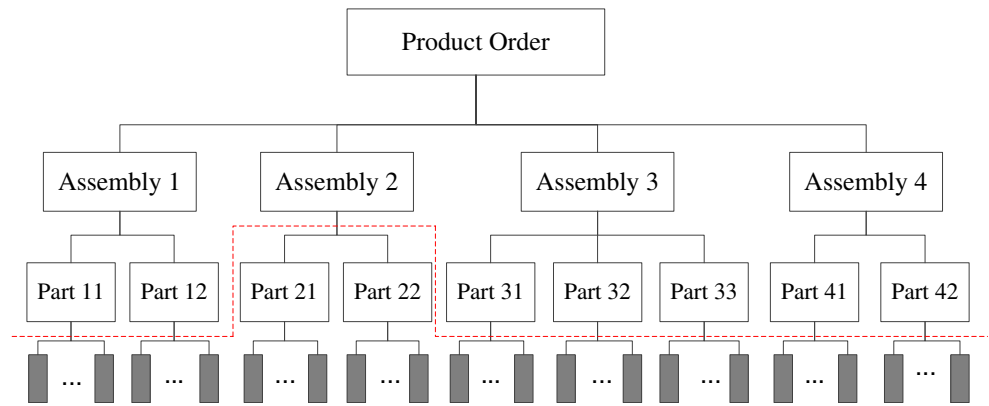 Product Order
Assembly 1
Assembly 2
Assembly 3
Assembly 4
Part 11
Part 12
Part 21
Part 22
Part 31
Part 32
Part 33
Part 41
Part 42
...
...
...
...
...
...
...
...
...